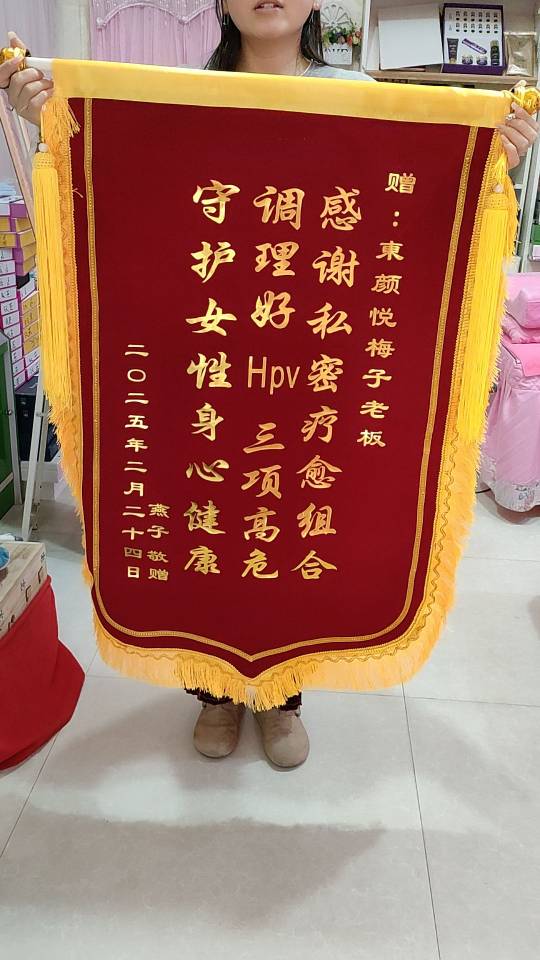 赠：東颜悦梅子老板
感谢私密疗愈组合
调理好Hpv三项高危
守护女性身心健康
燕子敬赠
二〇二五年二月二十四日